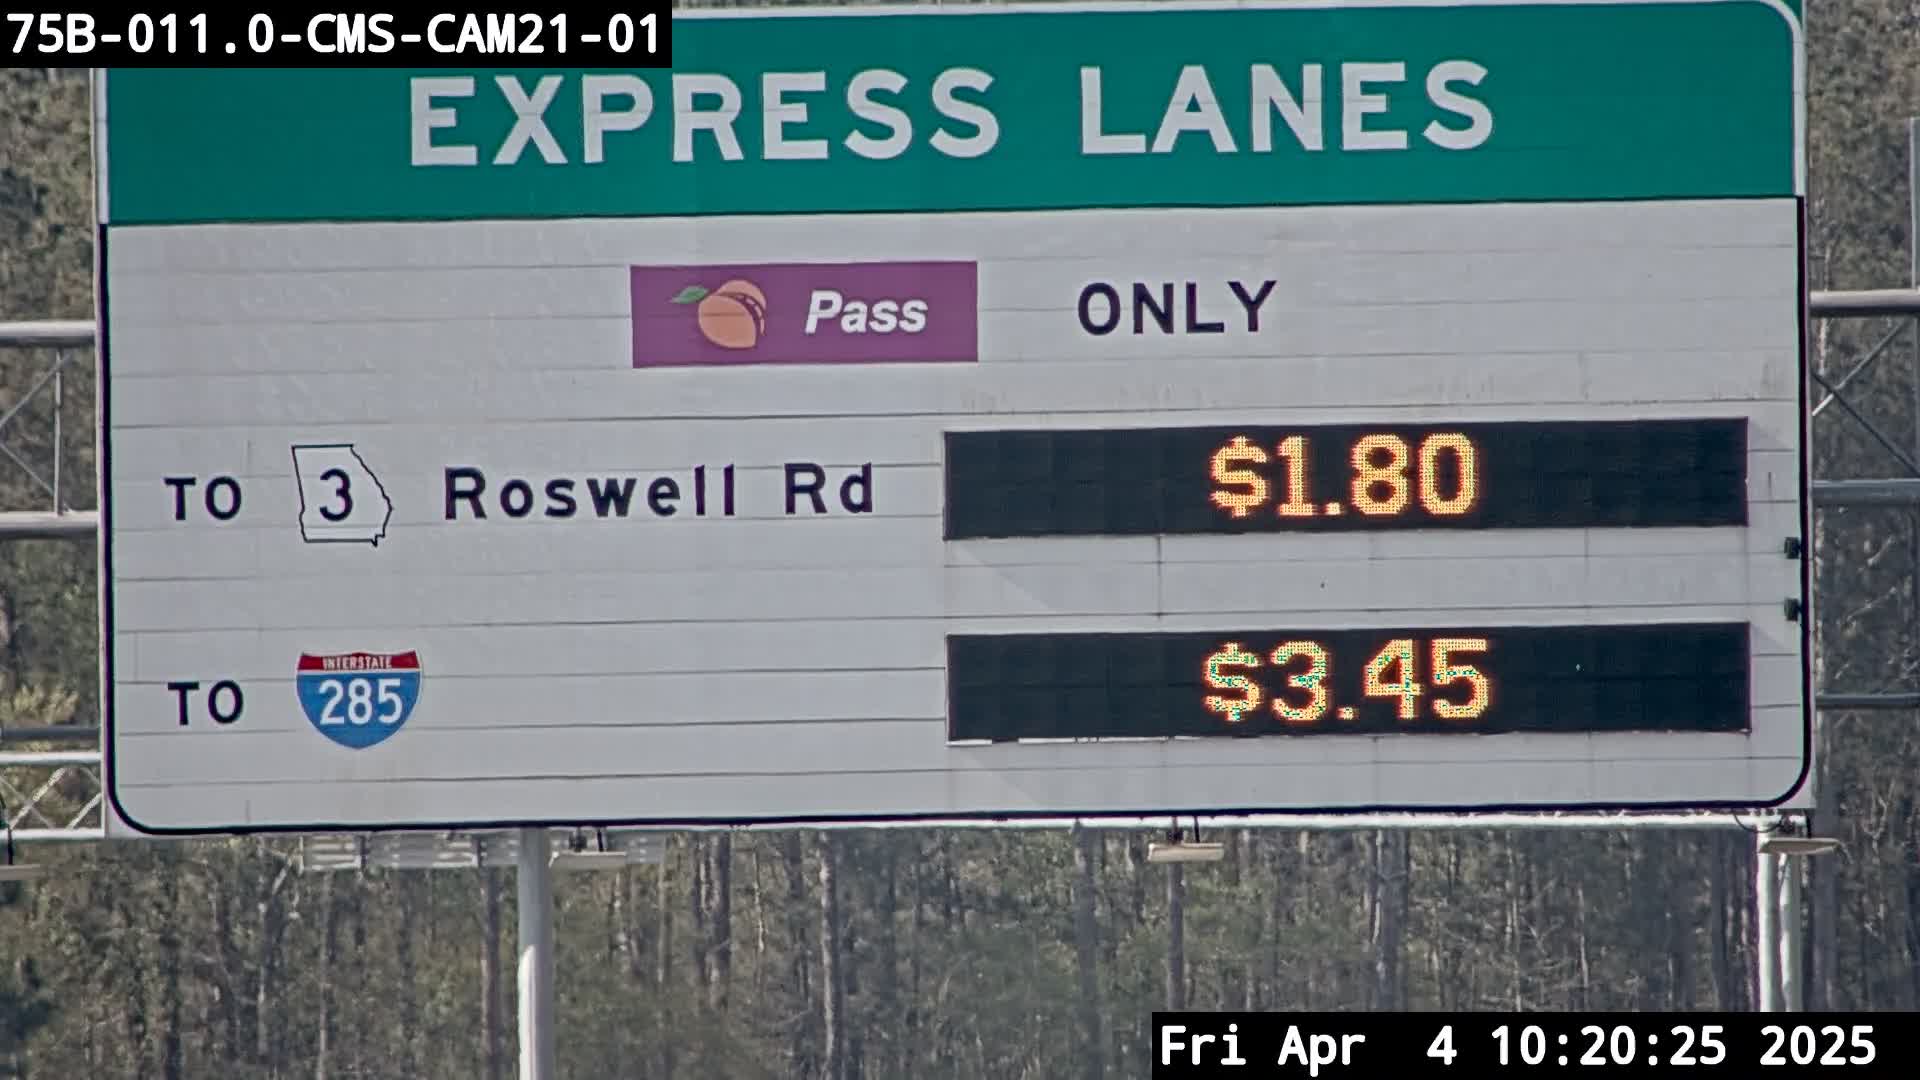 75B-011.0-CMS-CAM21-01
EXPRESS LANES
Pass ONLY
TO 3 Roswell Rd $1.80
INTERSTATE
TO 285 $3.45
Fri Apr 4 10:20:25 2025